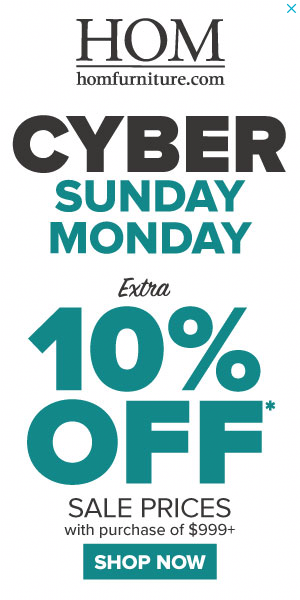 HOM
homfurniture.com
CYBER
SUNDAY
MONDAY
Extra
10%
OFF*
SALE PRICES
with purchase of $999+
SHOP NOW